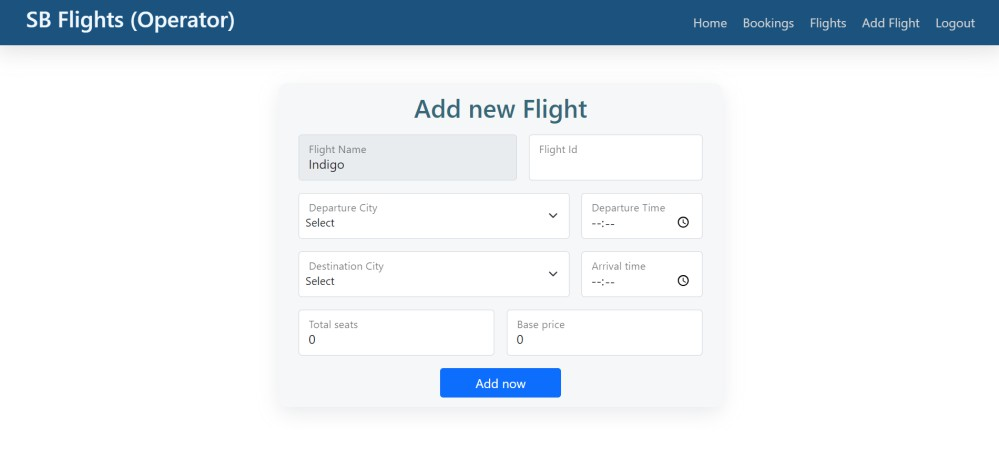 SB Flights (Operator)
Home Bookings Flights Add Flight Logout
Add new Flight
Flight Name
Indigo
Flight Id
Departure City
Select
Departure Time
--:--
Destination City
Select
Arrival time
--:--
Total seats
0
Base price
0
Add now